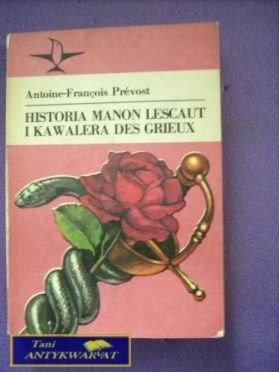 Antoine-François Prévost
HISTORIA MANON LESCAUT
I KAWALERA DES GRIEUX
Tani
ANTYKWARIAT